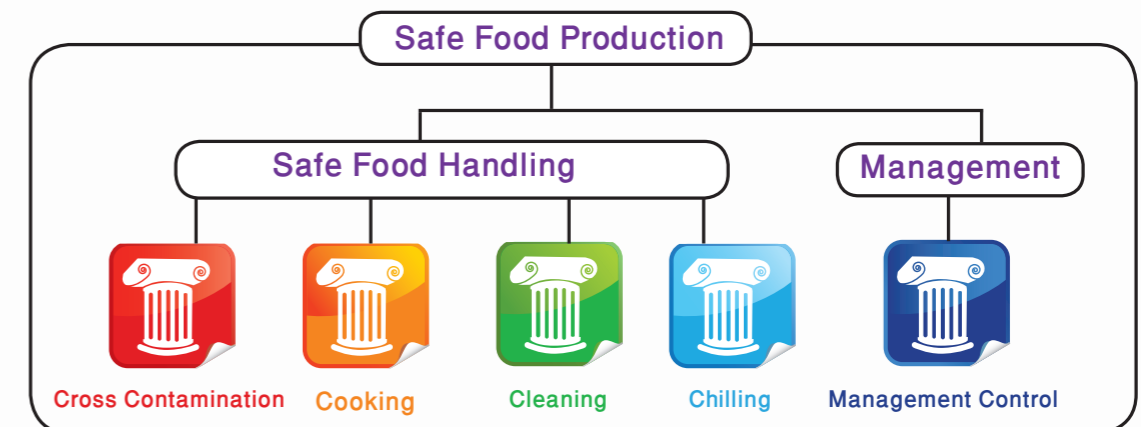 Safe Food Production
Safe Food Handling
Management
Cross Contamination
Cooking
Cleaning
Chilling
Management Control